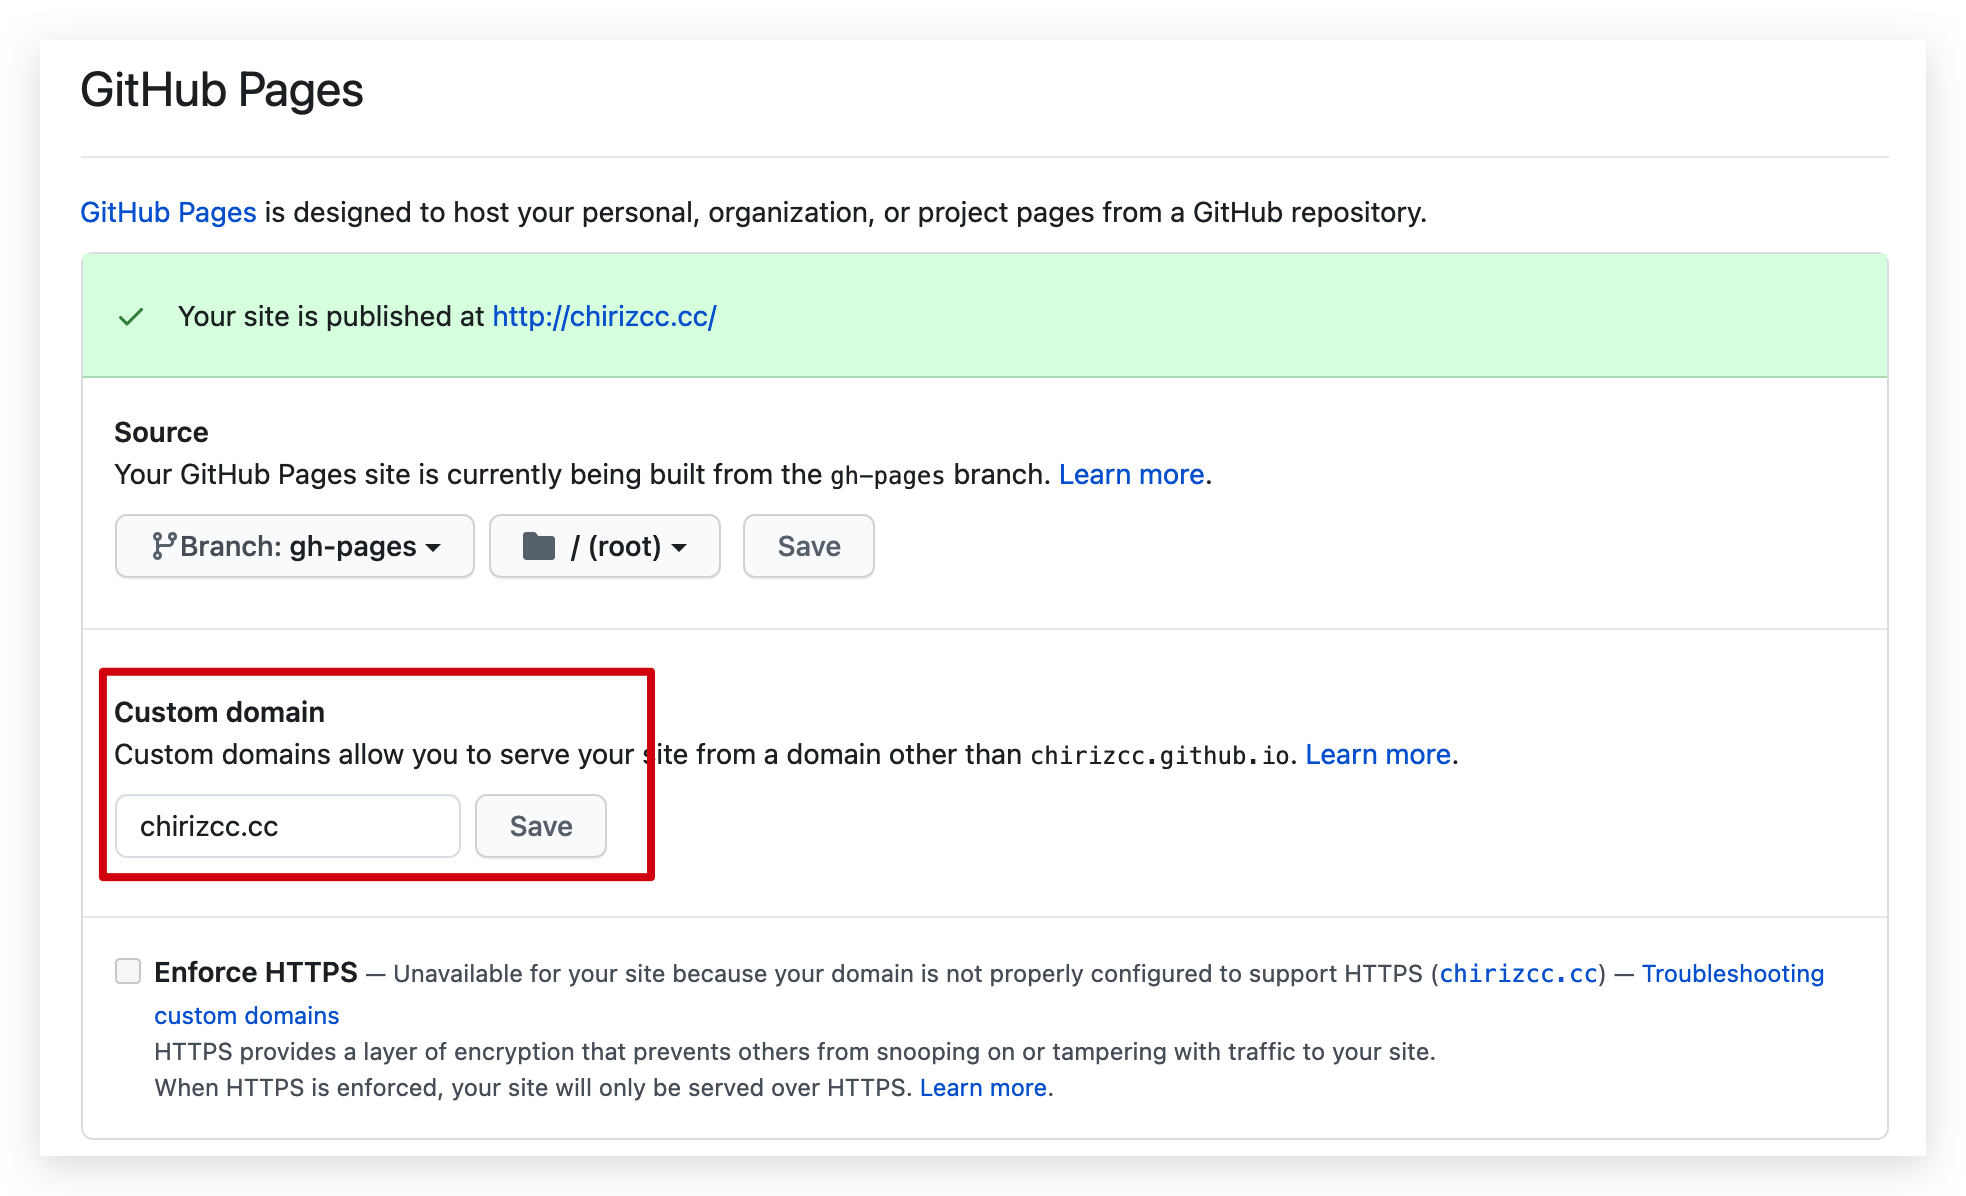 GitHub Pages
GitHub Pages is designed to host your personal, organization, or project pages from a GitHub repository.
Your site is published at http://chirizcc.cc/
Source
Your GitHub Pages site is currently being built from the gh-pages branch. Learn more.
Branch: gh-pages / (root) Save
Custom domain
Custom domains allow you to serve your site from a domain other than chirizcc.github.io. Learn more.
chirizcc.cc Save
Enforce HTTPS — Unavailable for your site because your domain is not properly configured to support HTTPS (chirizcc.cc) — Troubleshooting
custom domains
HTTPS provides a layer of encryption that prevents others from snooping on or tampering with traffic to your site.
When HTTPS is enforced, your site will only be served over HTTPS. Learn more.